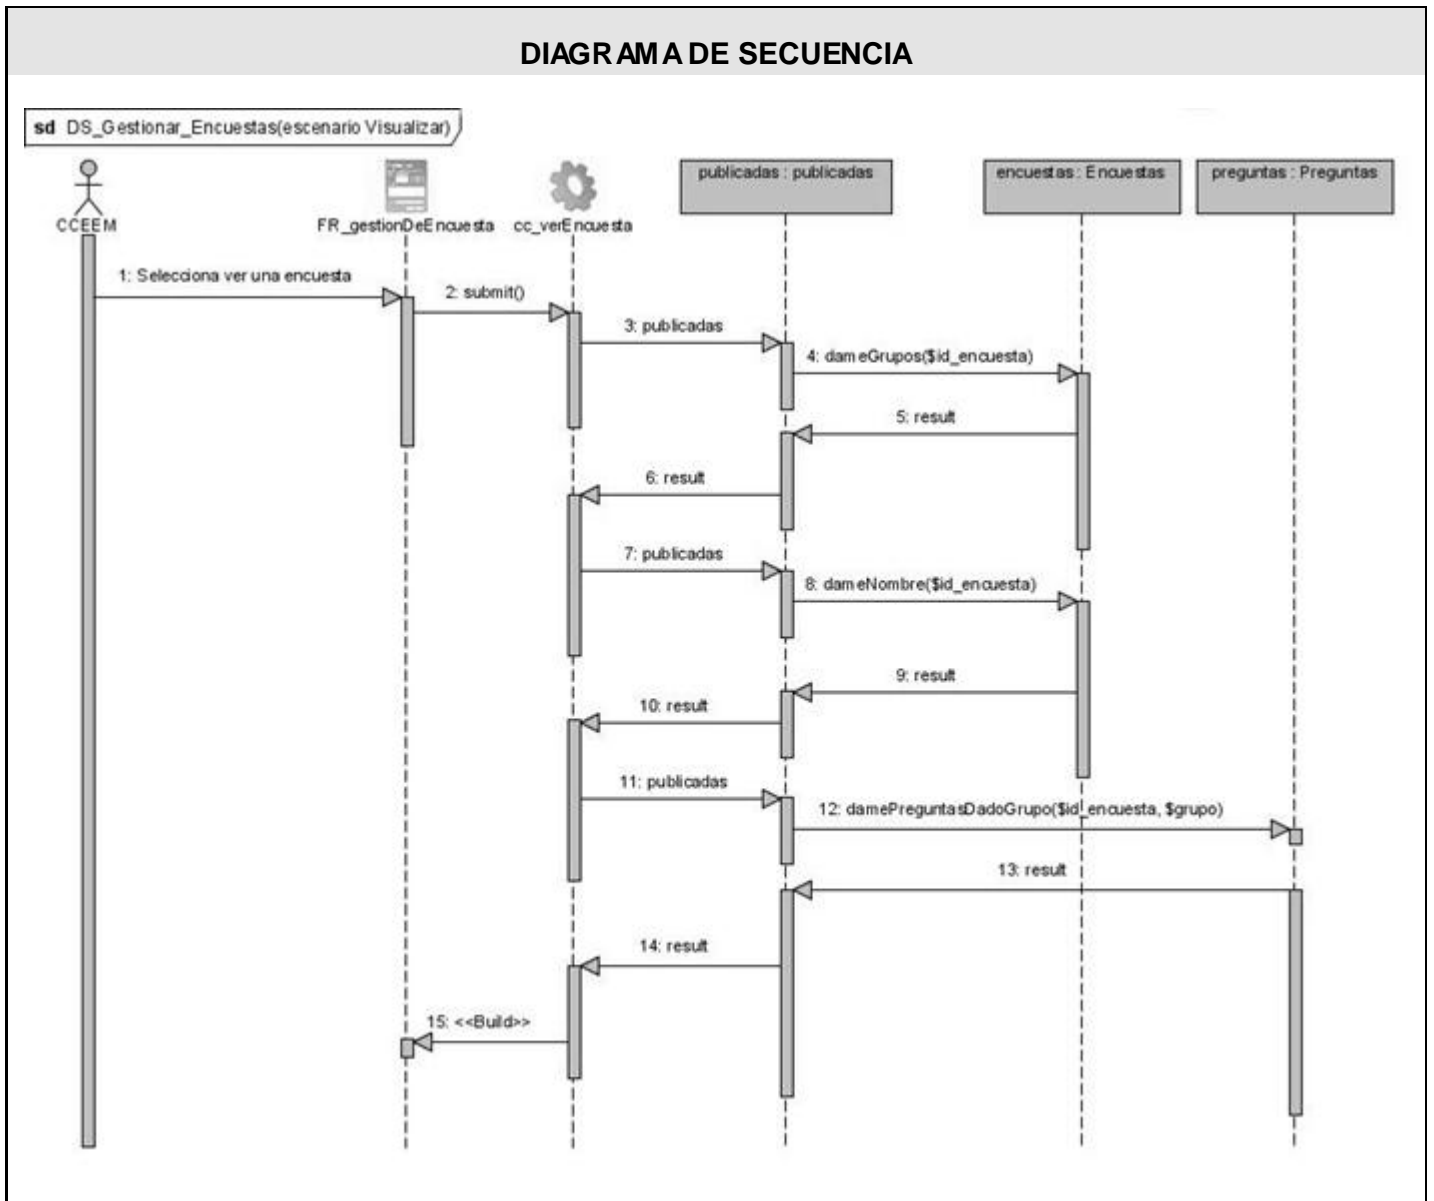 DIAGRAMA DE SECUENCIA
sd DS_Gestionar_Encuestas(escenario Visualizar)
publicadas : publicadas
encuestas : Encuestas
preguntas : Preguntas
CCEEM
FR_gestionDeEncuesta
cc_verEncuesta
1: Selecciona ver una encuesta
2: submit()
3: publicadas
4: dameGrupos($id_encuesta)
5: result
6: result
7: publicadas
8: dameNombre($id_encuesta)
9: result
10: result
11: publicadas
12: damePreguntasDadoGrupo($id_encuesta, $grupo)
13: result
14: result
15: <<Build>>